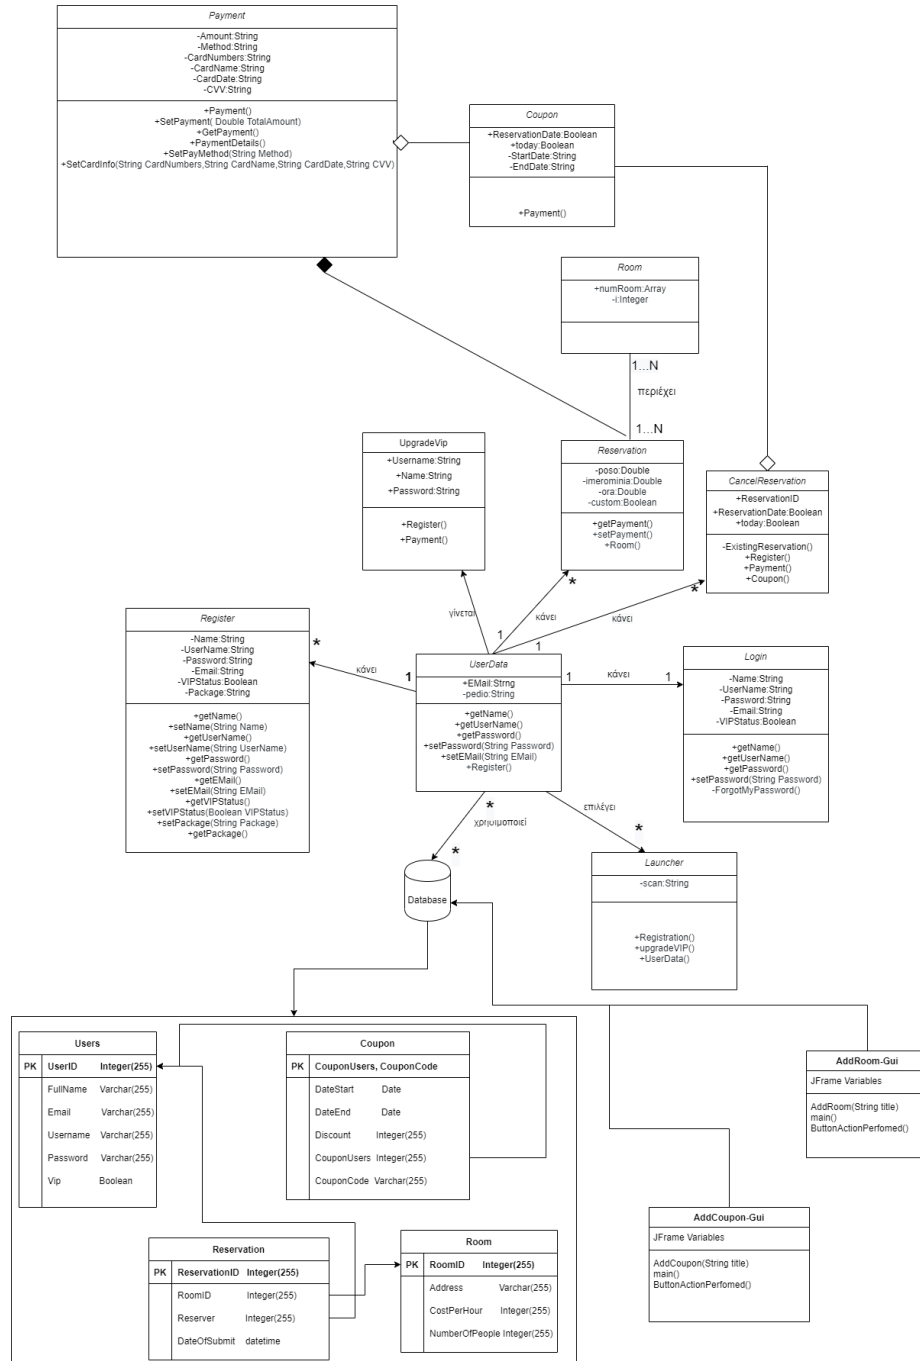 Payment
-Amount:String
-Method:String
-CardNumbers:String
-CardName:String
-CardDate:String
-CVV:String
+Payment()
+SetPayment( Double TotalAmount)
+GetPayment()
+PaymentDetails()
+SetPayMethod(String Method)
+SetCardInfo(String CardNumbers,String CardName,String CardDate,String CVV)
Coupon
+ReservationDate:Boolean
+today:Boolean
-StartDate:String
-EndDate:String
+Payment()
Room
+numRoom:Array
-i:Integer
1...N
περιέχει
1...N
UpgradeVip
+Username:String
+Name:String
+Password:String
+Register()
+Payment()
Reservation
-poso:Double
-imerominia:Double
-ora:Double
-custom:Boolean
+getPayment()
+setPayment()
+Room()
CancelReservation
+ReservationID
+ReservationDate:Boolean
+today:Boolean
-ExistingReservation()
+Register()
+Payment()
+Coupon()
γίνεται
*
κάνει
1
*
κάνει
1
Register
-Name:String
-UserName:String
-Password:String
-Email:String
-VIPStatus:Boolean
-Package:String
+getName()
+setName(String Name)
+getUserName()
+setUserName(String UserName)
+getPassword()
+setPassword(String Password)
+getEMail()
+setEMail(String EMail)
+getVIPStatus()
+setVIPStatus(Boolean VIPStatus)
+setPackage(String Package)
+getPackage()
*
κάνει
1
UserData
+EMail:Strng
-pedio:String
+getName()
+getUserName()
+getPassword()
+setPassword(String Password)
+setEMail(String EMail)
+Register()
1
κάνει
1
Login
-Name:String
-UserName:String
-Password:String
-Email:String
-VIPStatus:Boolean
+getName()
+getUserName()
+getPassword()
+setPassword(String Password)
-ForgotMyPassword()
*
χρησιμοποιεί
*
επιλέγει
*
Database
Launcher
-scan:String
+Registration()
+upgradeVIP()
+UserData()
Users
PK UserID Integer(255)
FullName Varchar(255)
Email Varchar(255)
Username Varchar(255)
Password Varchar(255)
Vip Boolean
Coupon
PK CouponUsers, CouponCode
DateStart Date
DateEnd Date
Discount Integer(255)
CouponUsers Integer(255)
CouponCode Varchar(255)
AddRoom-Gui
JFrame Variables
AddRoom(String title)
main()
ButtonActionPerfomed()
AddCoupon-Gui
JFrame Variables
AddCoupon(String title)
main()
ButtonActionPerfomed()
Reservation
PK ReservationID Integer(255)
RoomID Integer(255)
Reserver Integer(255)
DateOfSubmit datetime
Room
PK RoomID Integer(255)
Address Varchar(255)
CostPerHour Integer(255)
NumberOfPeople Integer(255)